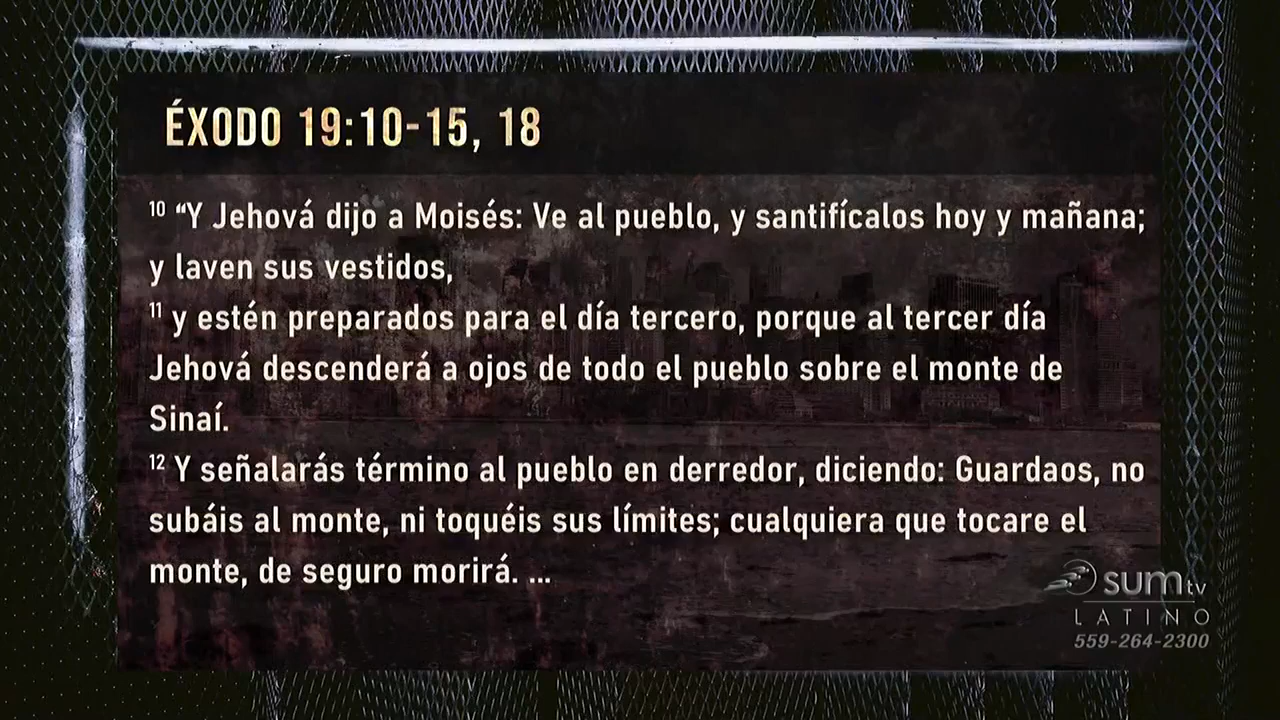 ÉXODO 19:10-15, 18
10 “Y Jehová dijo a Moisés: Ve al pueblo, y santifícalos hoy y mañana;
y laven sus vestidos,
11 y estén preparados para el día tercero, porque al tercer día
Jehová descenderá a ojos de todo el pueblo sobre el monte de
Sinaí.
12 Y señalarás término al pueblo en derredor, diciendo: Guardaos, no
subáis al monte, ni toquéis sus límites; cualquiera que tocare el
monte, de seguro morirá. ...
sumtv
LATINO
559-264-2300